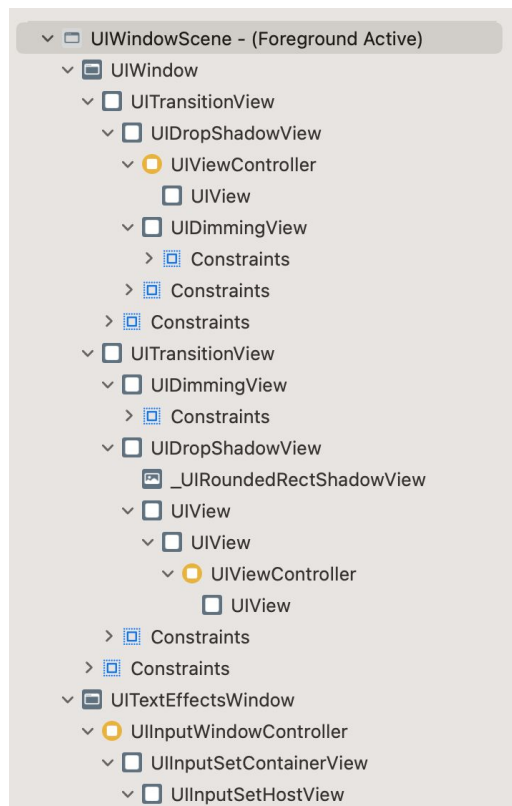 UIWindowScene - (Foreground Active)
UIWindow
UITransitionView
UIDropShadowView
UIViewController
UIView
UIDimmingView
Constraints
Constraints
Constraints
UITransitionView
UIDimmingView
Constraints
UIDropShadowView
_UIRoundedRectShadowView
UIView
UIView
UIViewController
UIView
Constraints
Constraints
UITextEffectsWindow
UIInputWindowController
UIInputSetContainerView
UIInputSetHostView